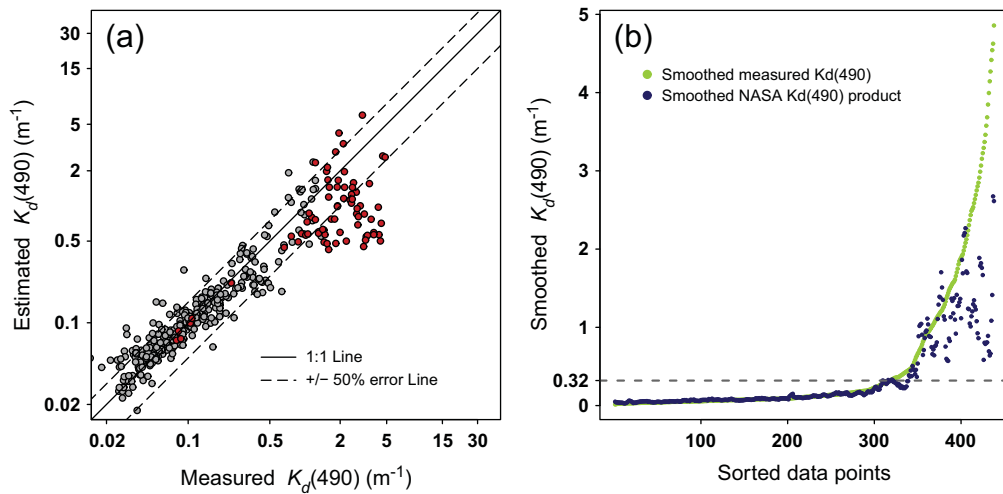 (a)
30
15
5
2
0.5
0.1
0.02
Estimated Kd(490) (m-1)
1:1 Line
+/− 50% error Line
0.02 0.1 0.5 2 5 15 30
Measured Kd(490) (m-1)
(b)
5
4
3
2
1
0.32
0
Smoothed Kd(490) (m-1)
Smoothed measured Kd(490)
Smoothed NASA Kd(490) product
100 200 300 400
Sorted data points